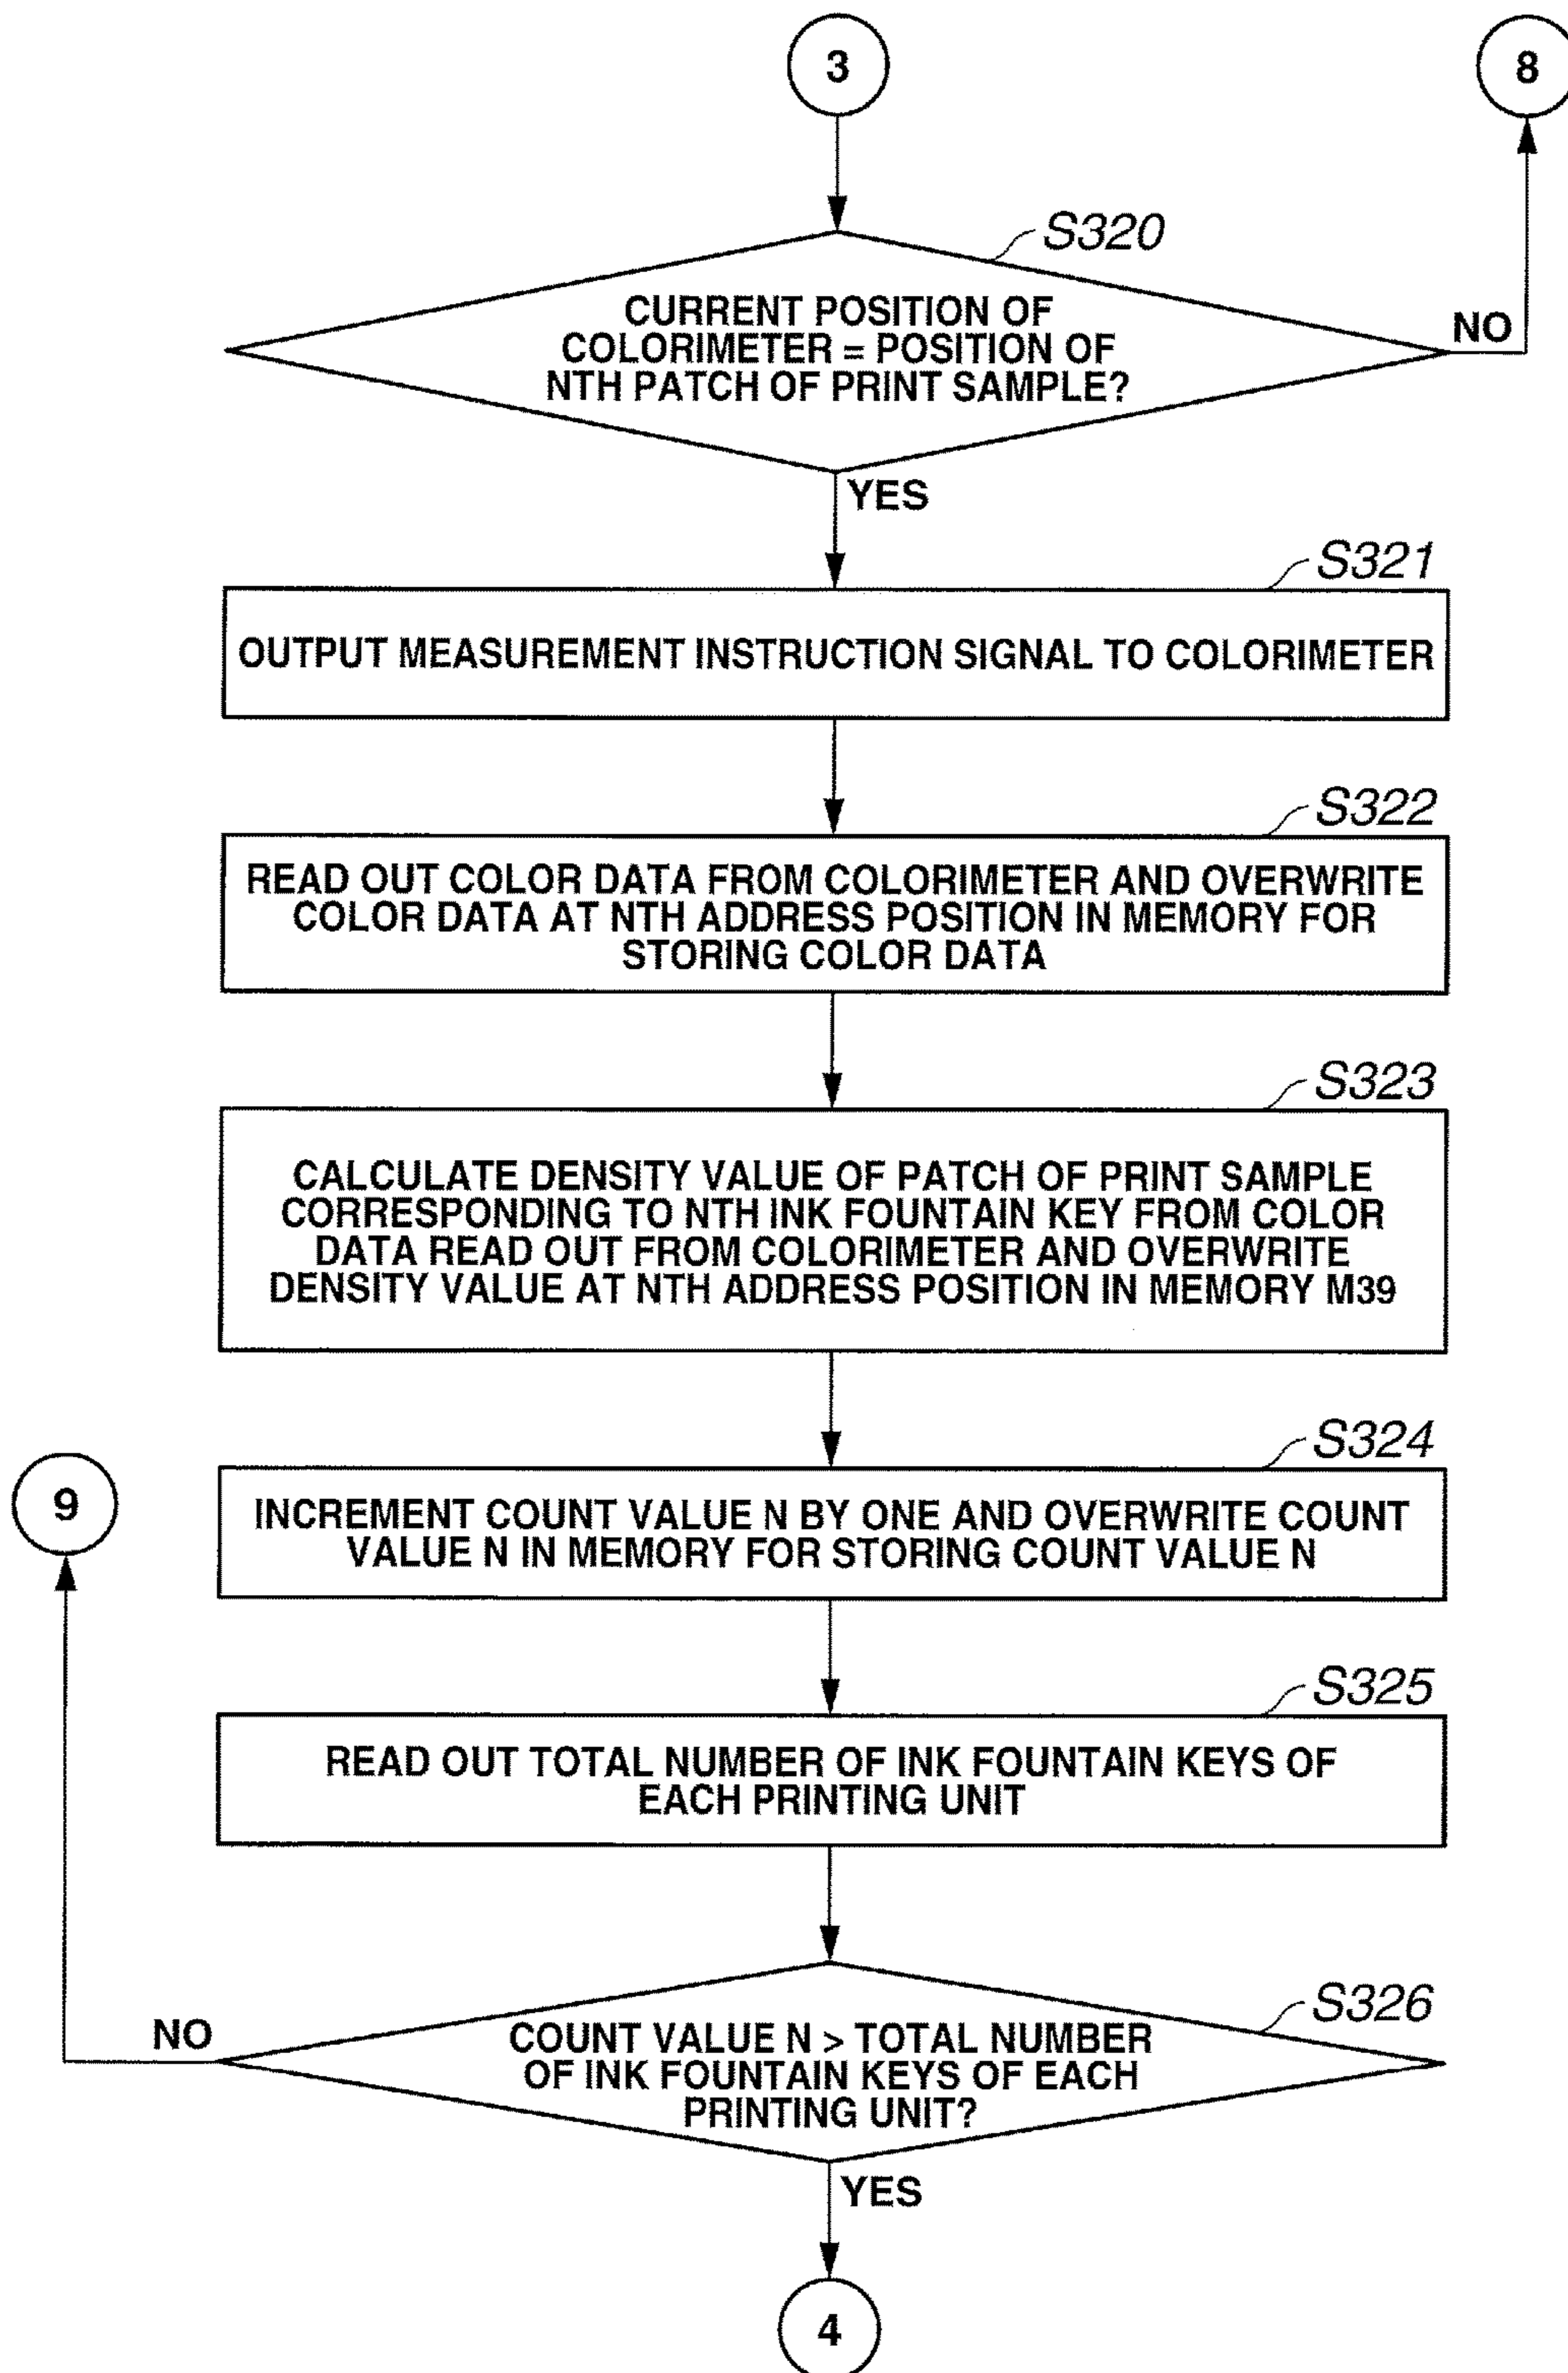 3
8
S320
CURRENT POSITION OF
COLORIMETER = POSITION OF
NTH PATCH OF PRINT SAMPLE?
NO
YES
S321
OUTPUT MEASUREMENT INSTRUCTION SIGNAL TO COLORIMETER
S322
READ OUT COLOR DATA FROM COLORIMETER AND OVERWRITE
COLOR DATA AT NTH ADDRESS POSITION IN MEMORY FOR
STORING COLOR DATA
S323
CALCULATE DENSITY VALUE OF PATCH OF PRINT SAMPLE
CORRESPONDING TO NTH INK FOUNTAIN KEY FROM COLOR
DATA READ OUT FROM COLORIMETER AND OVERWRITE
DENSITY VALUE AT NTH ADDRESS POSITION IN MEMORY M39
S324
9
INCREMENT COUNT VALUE N BY ONE AND OVERWRITE COUNT
VALUE N IN MEMORY FOR STORING COUNT VALUE N
S325
READ OUT TOTAL NUMBER OF INK FOUNTAIN KEYS OF
EACH PRINTING UNIT
S326
NO
COUNT VALUE N > TOTAL NUMBER
OF INK FOUNTAIN KEYS OF EACH
PRINTING UNIT?
YES
4